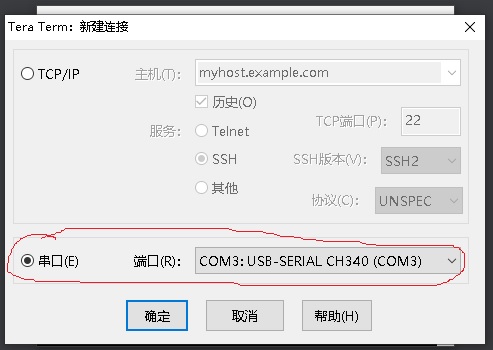 Tera Term：新建连接
TCP/IP
主机(T)： myhost.example.com
历史(O)
服务： Telnet TCP端口(P)： 22
SSH SSH版本(V)： SSH2
其他 协议(C)： UNSPEC
串口(E) 端口(R)： COM3: USB-SERIAL CH340 (COM3)
确定 取消 帮助(H)